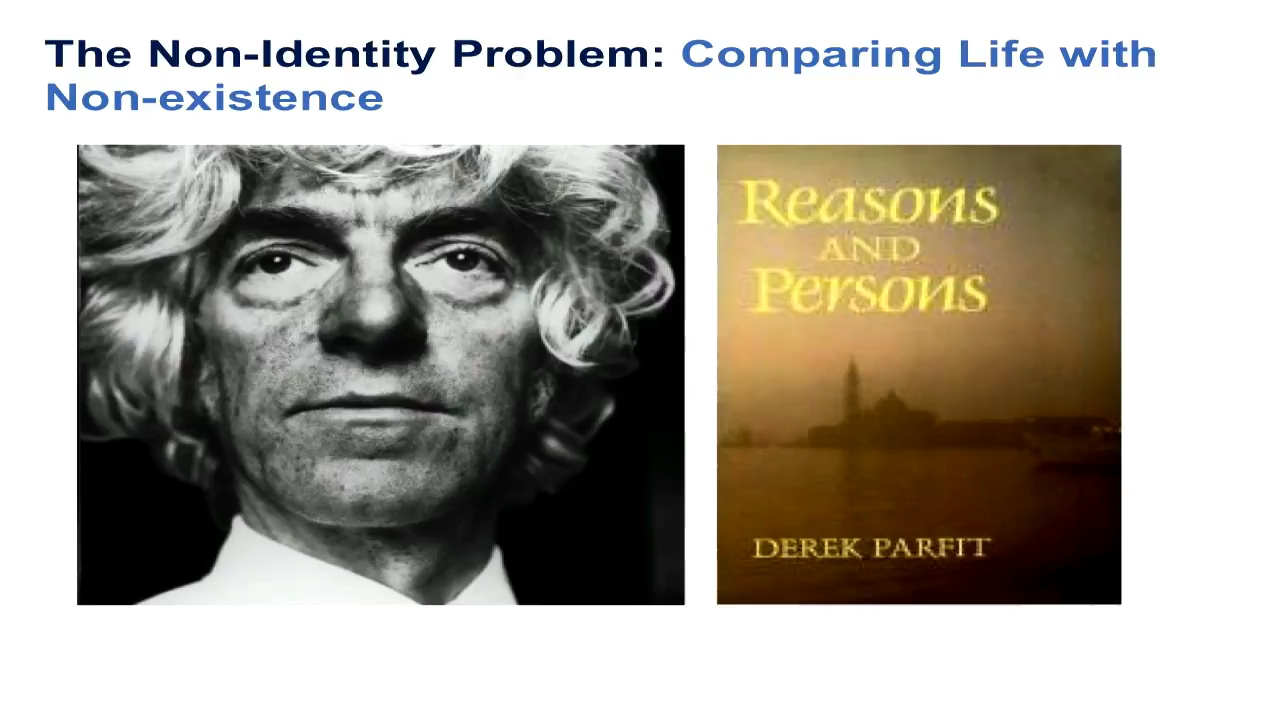 The Non-Identity Problem: Comparing Life with
Non-existence
Reasons
AND
Persons
DEREK PARFIT